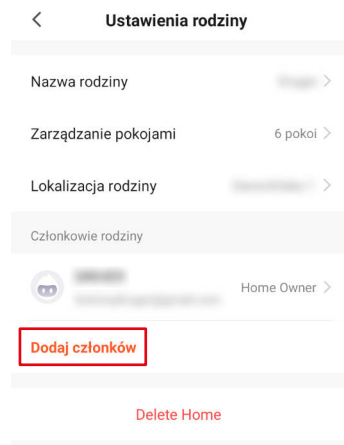 Ustawienia rodziny
Nazwa rodziny
Zarządzanie pokojami 6 pokoi
Lokalizacja rodziny
Członkowie rodziny
Home Owner
Dodaj członków
Delete Home